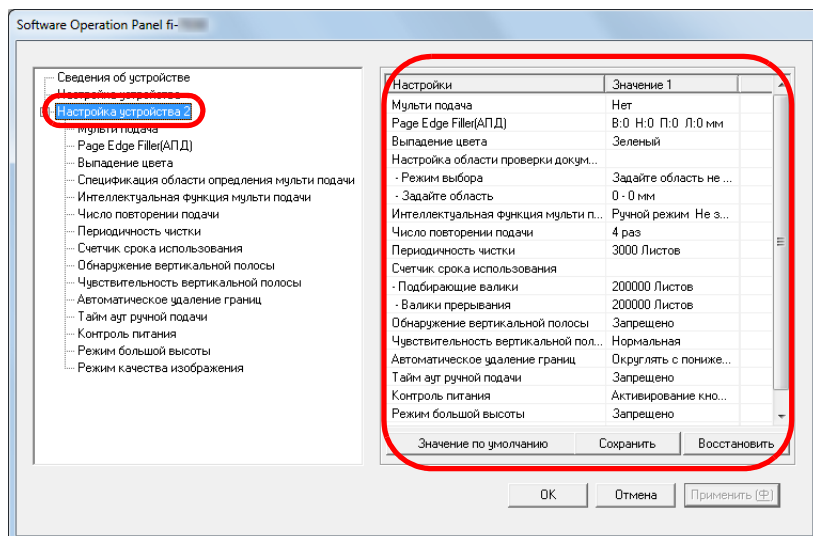 Software Operation Panel fi-
Сведения об устройстве
Настройка устройства
Настройка устройства 2
Мульти подача
Page Edge Filler(АПД)
Выпадение цвета
Спецификация области опредления мульти подачи
Интеллектуальная функция мульти подачи
Число повторении подачи
Периодичность чистки
Счетчик срока использования
Обнаружение вертикальной полосы
Чувствительность вертикальной полосы
Автоматическое удаление границ
Тайм аут ручной подачи
Контроль питания
Режим большой высоты
Режим качества изображения
Настройки Значение 1
Мульти подача Нет
Page Edge Filler(АПД) В:0 Н:0 П:0 Л:0 мм
Выпадение цвета Зеленый
Настройка области проверки докум...
- Режим выбора Задайте область не ...
- Задайте область 0 - 0 мм
Интеллектуальная функция мульти п... Ручной режим Не з...
Число повторении подачи 4 раз
Периодичность чистки 3000 Листов
Счетчик срока использования
- Подбирающие валики 200000 Листов
- Валики прерывания 200000 Листов
Обнаружение вертикальной полосы Запрещено
Чувствительность вертикальной пол... Нормальная
Автоматическое удаление границ Округлять с пониже...
Тайм аут ручной подачи Запрещено
Контроль питания Активирование кно...
Режим большой высоты Запрещено
Значение по умолчанию Сохранить Восстановить
OK Отмена Применить (Ф)